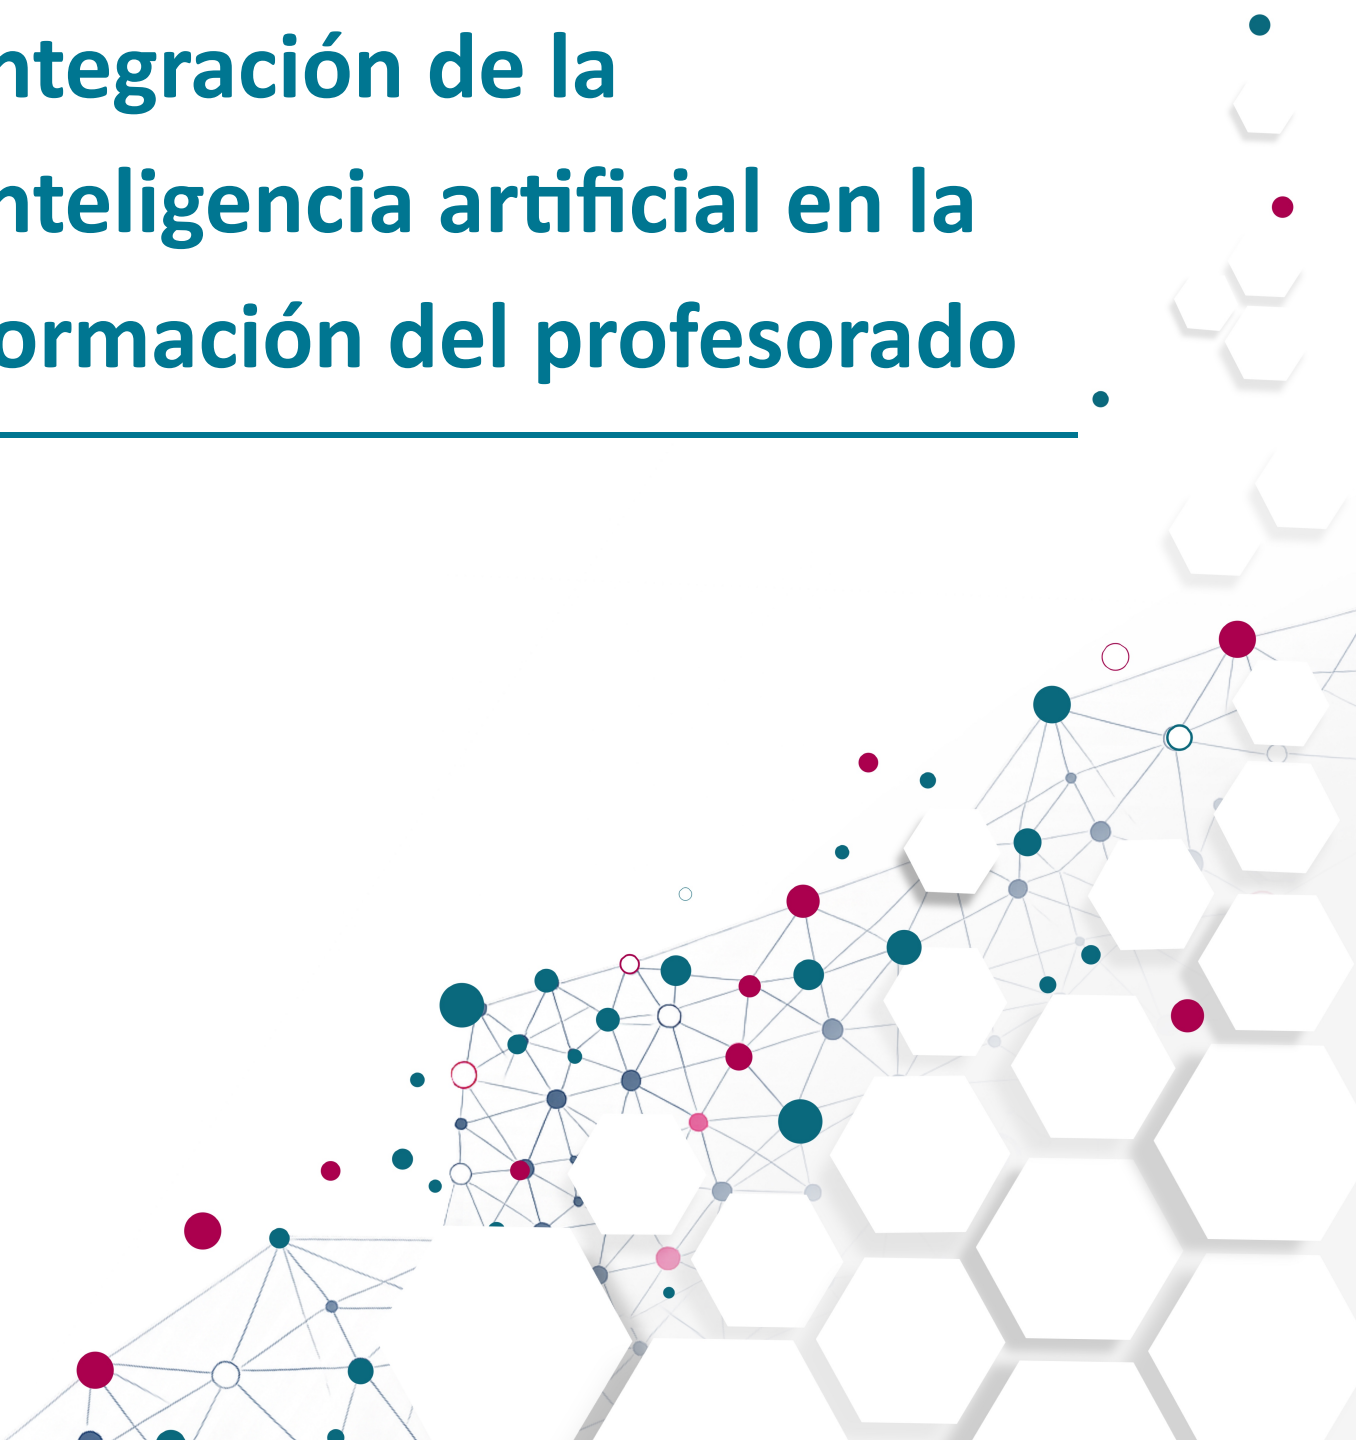 ntegración de la
nteligencia artificial en la
ormación del profesorado